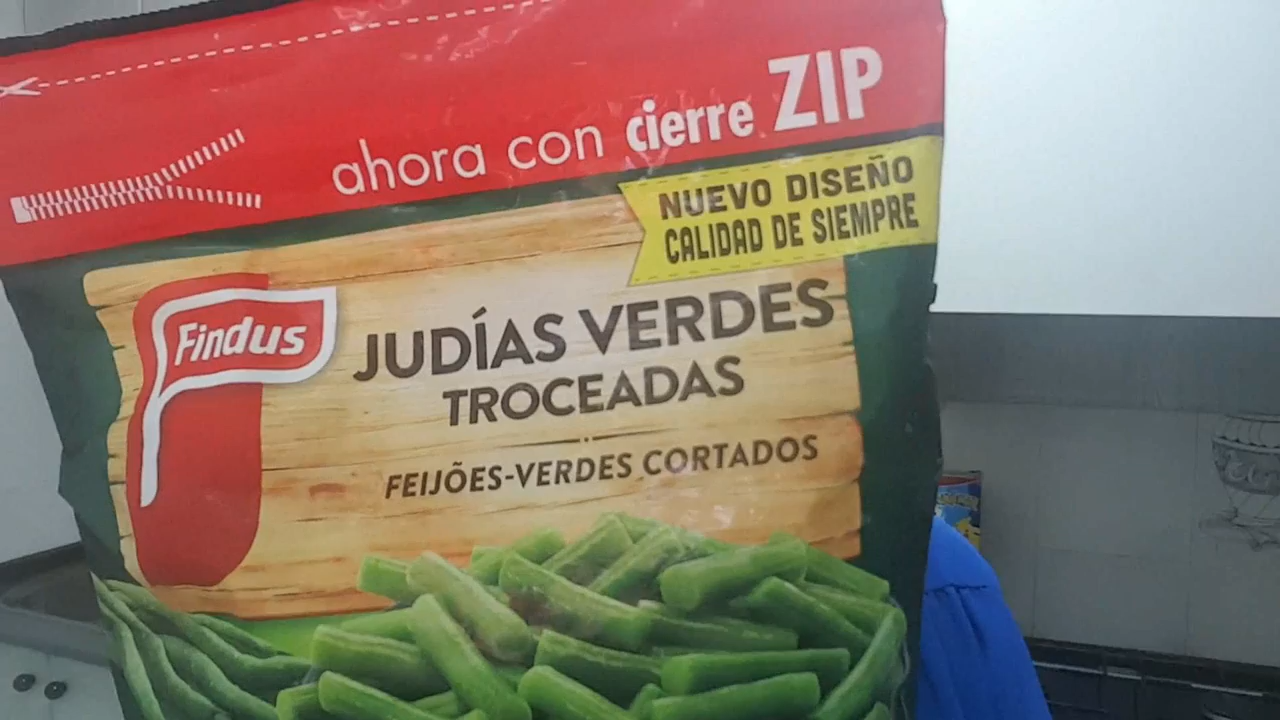 ahora con cierre ZIP
NUEVO DISEÑO
CALIDAD DE SIEMPRE
Findus
JUDÍAS VERDES
TROCEADAS
FEIJÕES-VERDES CORTADOS